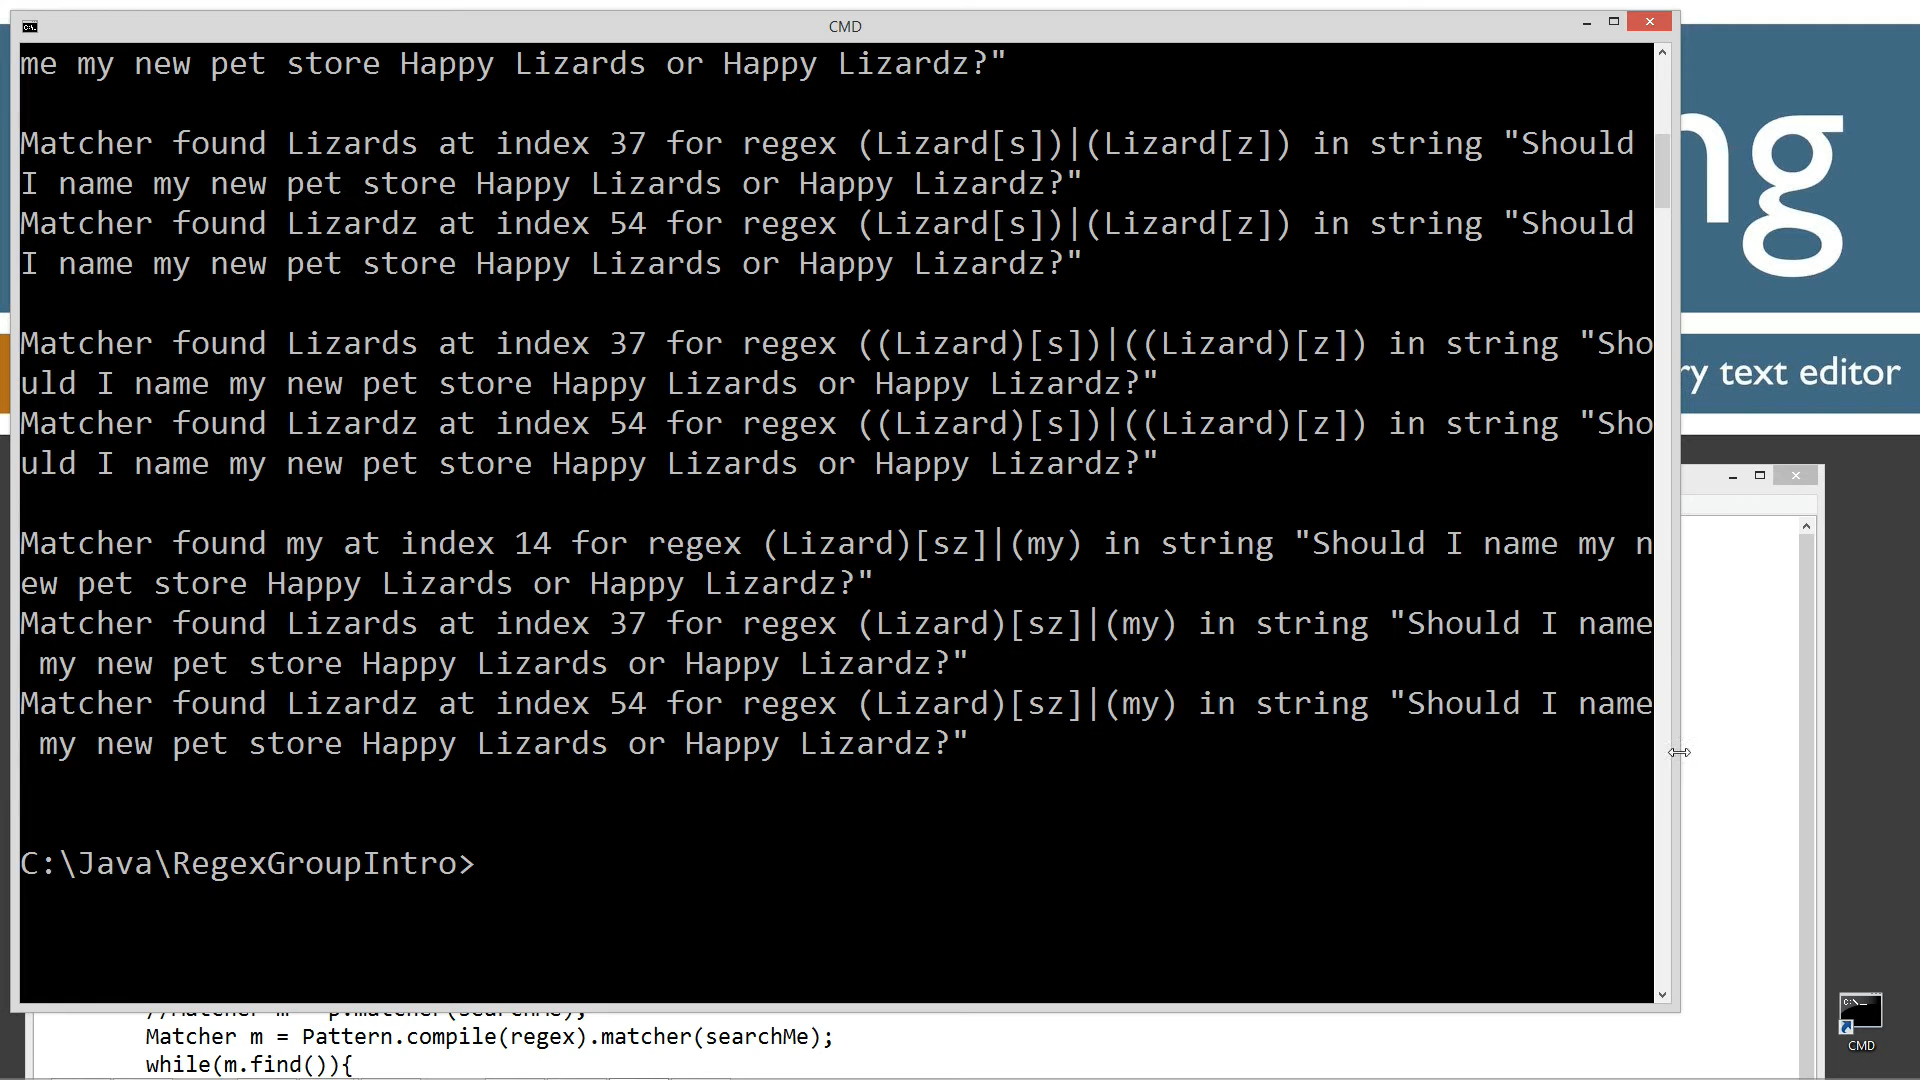 CMD
me my new pet store Happy Lizards or Happy Lizardz?"
Matcher found Lizards at index 37 for regex (Lizard[s])|(Lizard[z]) in string "Should
I name my new pet store Happy Lizards or Happy Lizardz?"
Matcher found Lizardz at index 54 for regex (Lizard[s])|(Lizard[z]) in string "Should
I name my new pet store Happy Lizards or Happy Lizardz?"
Matcher found Lizards at index 37 for regex ((Lizard)[s])|((Lizard)[z]) in string "Sho
uld I name my new pet store Happy Lizards or Happy Lizardz?"
Matcher found Lizardz at index 54 for regex ((Lizard)[s])|((Lizard)[z]) in string "Sho
uld I name my new pet store Happy Lizards or Happy Lizardz?"
Matcher found my at index 14 for regex (Lizard)[sz]|(my) in string "Should I name my n
ew pet store Happy Lizards or Happy Lizardz?"
Matcher found Lizards at index 37 for regex (Lizard)[sz]|(my) in string "Should I name
my new pet store Happy Lizards or Happy Lizardz?"
Matcher found Lizardz at index 54 for regex (Lizard)[sz]|(my) in string "Should I name
my new pet store Happy Lizards or Happy Lizardz?"
C:\Java\RegexGroupIntro>
ng
ry text editor
//Matcher m = p.matcher(searchMe);
Matcher m = Pattern.compile(regex).matcher(searchMe);
while(m.find()){
CMD